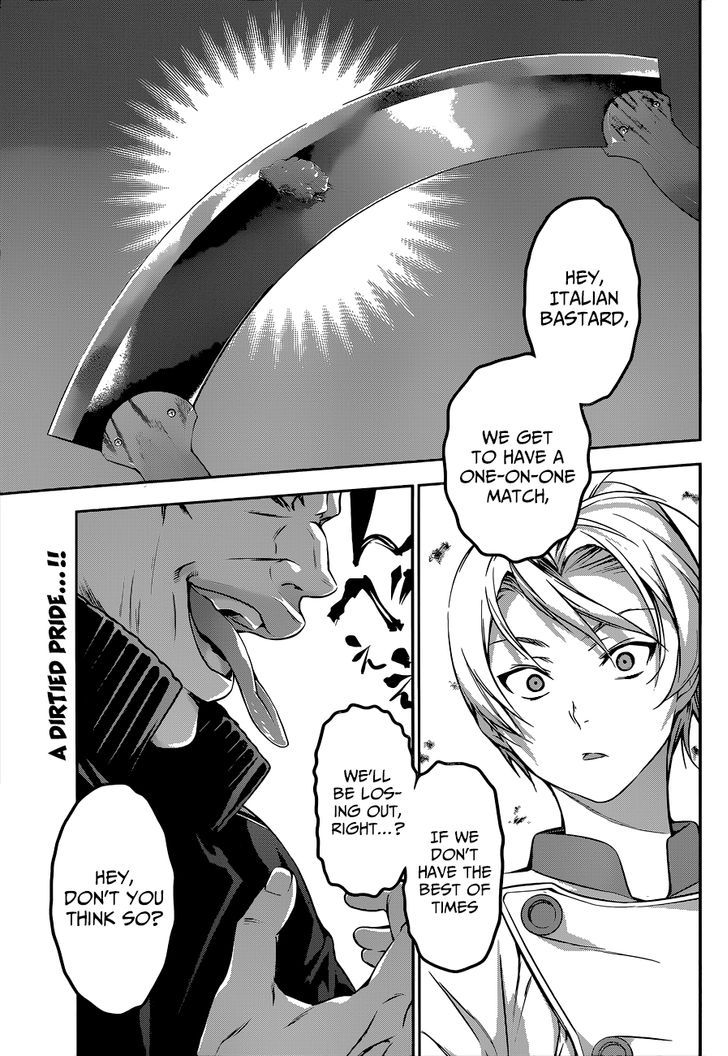 HEY,
ITALIAN
BASTARD,
WE GET
TO HAVE A
ONE-ON-ONE
MATCH,
IF WE
DON'T
HAVE THE
BEST OF
TIMES
WE'LL
BE LOS-
ING OUT,
RIGHT...?
HEY,
DON'T YOU
THINK SO?
A DIRTIED PRIDE...!!